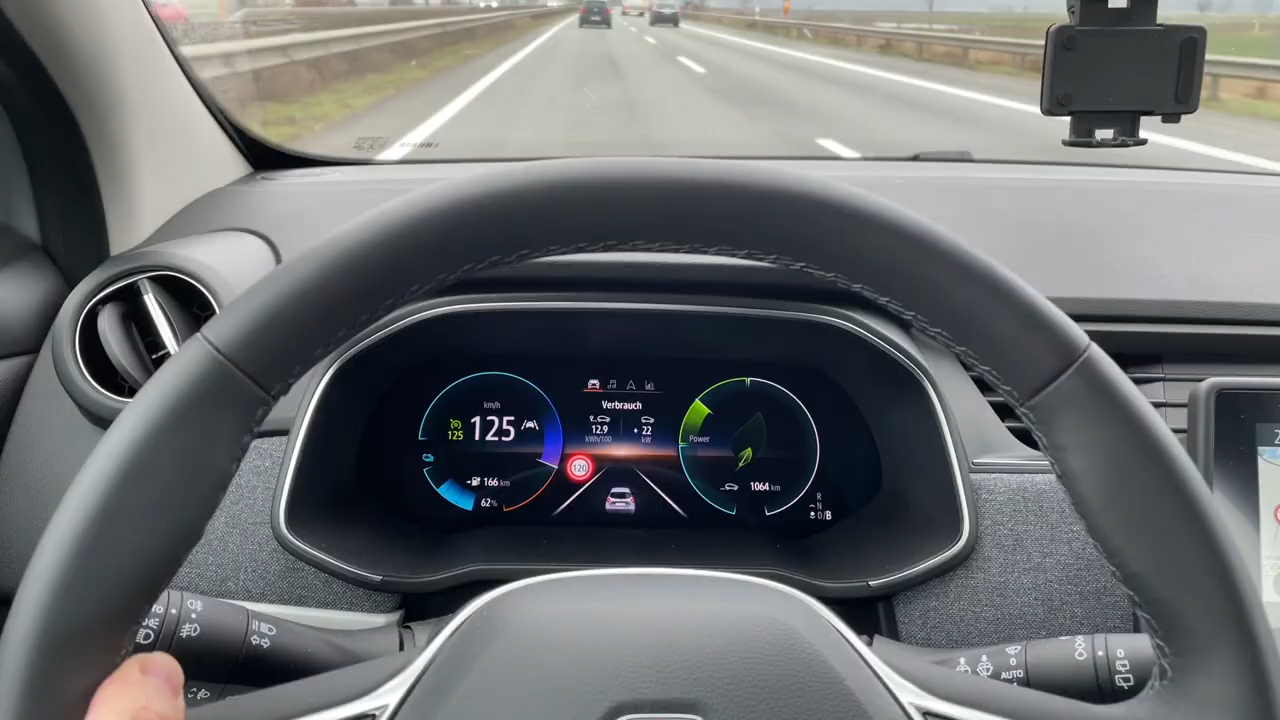 km/h
125
125
166 km
62%
Verbrauch
12.9
kWh/100
+ 22
kW
120
Power
1064 km
R
N
D/B
AUTO